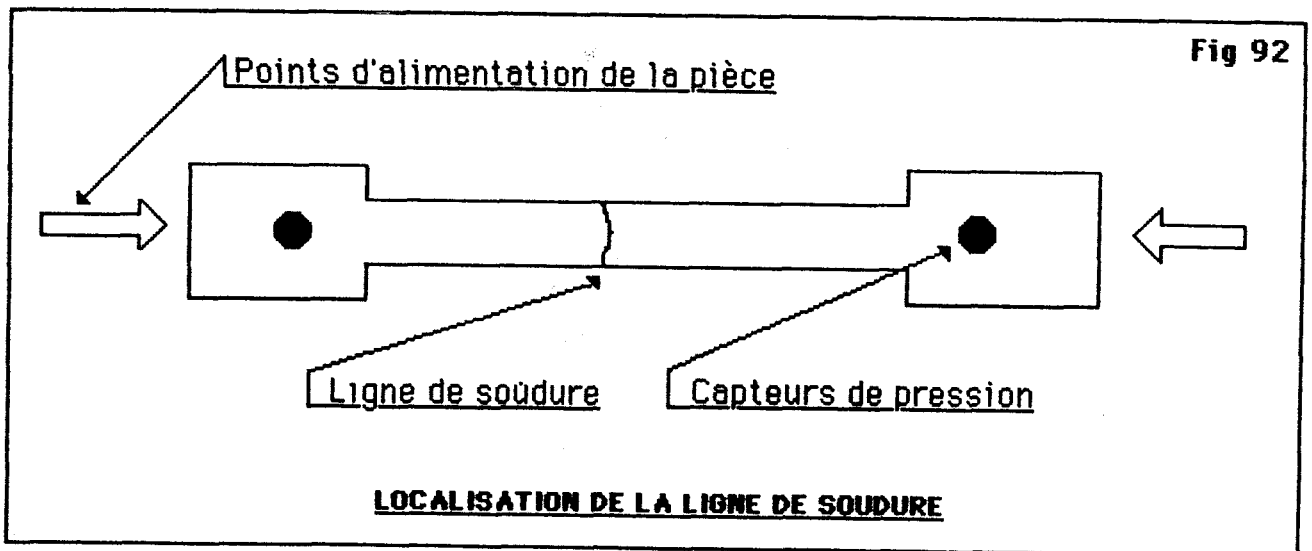 Fig 92
Points d'alimentation de la pièce
Ligne de soudure
Capteurs de pression
LOCALISATION DE LA LIGNE DE SOUDURE